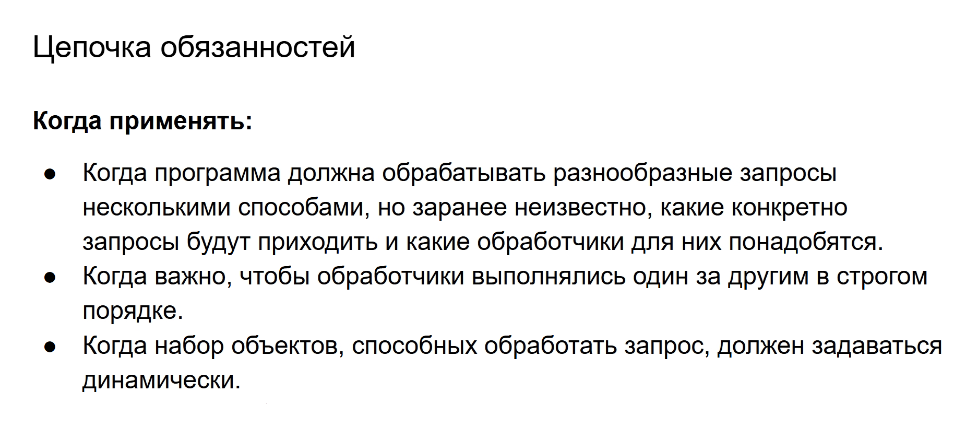 Цепочка обязанностей
Когда применять:
● Когда программа должна обрабатывать разнообразные запросы
несколькими способами, но заранее неизвестно, какие конкретно
запросы будут приходить и какие обработчики для них понадобятся.
● Когда важно, чтобы обработчики выполнялись один за другим в строгом
порядке.
● Когда набор объектов, способных обработать запрос, должен задаваться
динамически.